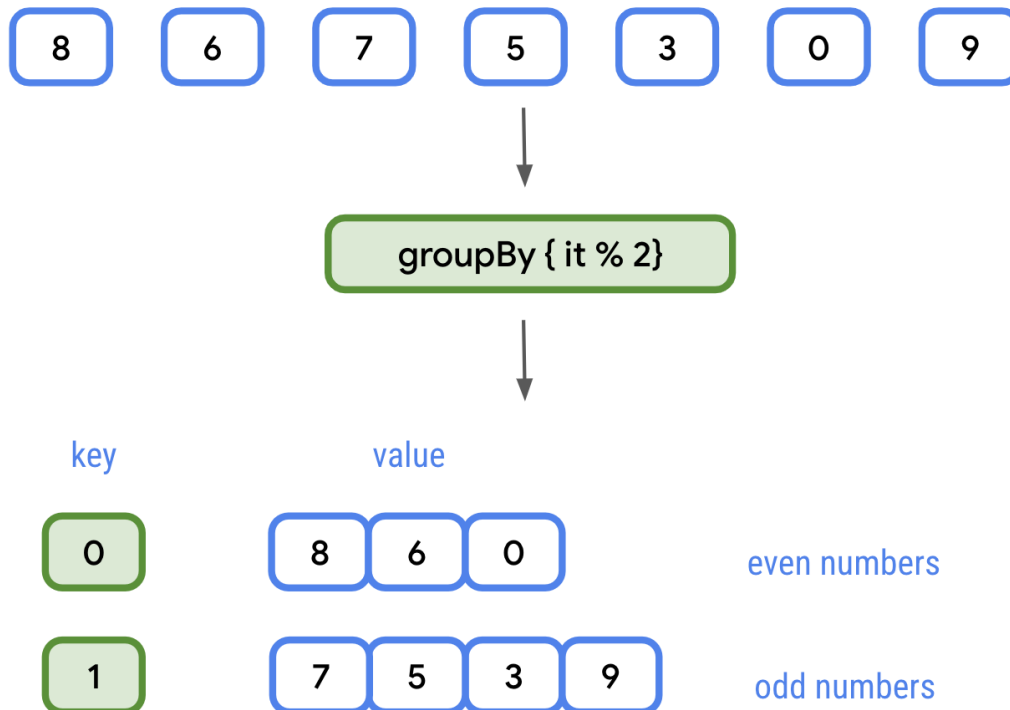 8 6 7 5 3 0 9
groupBy { it % 2}
key value
0 8 6 0 even numbers
1 7 5 3 9 odd numbers